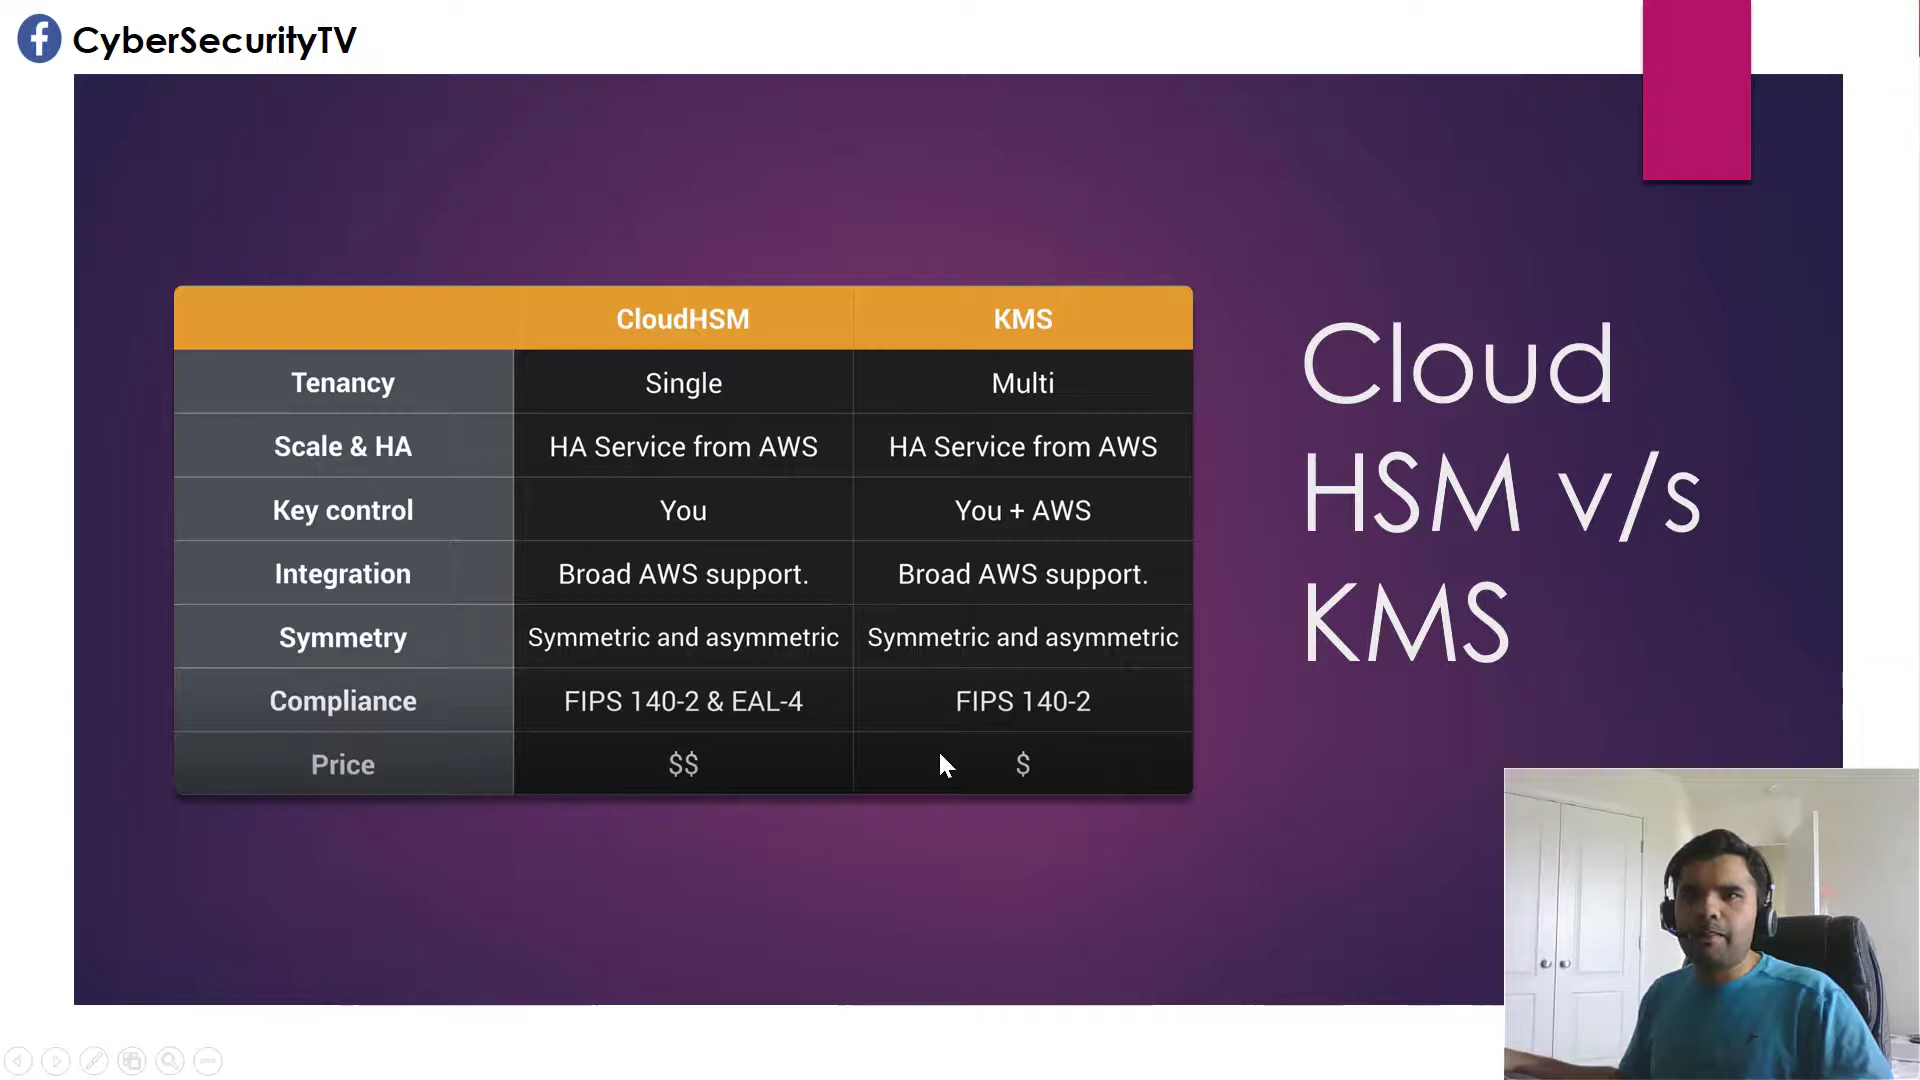 CyberSecurityTV
CloudHSM KMS
Tenancy Single Multi
Scale & HA HA Service from AWS HA Service from AWS
Key control You You + AWS
Integration Broad AWS support. Broad AWS support.
Symmetry Symmetric and asymmetric Symmetric and asymmetric
Compliance FIPS 140-2 & EAL-4 FIPS 140-2
Price $$ $
Cloud
HSM v/s
KMS